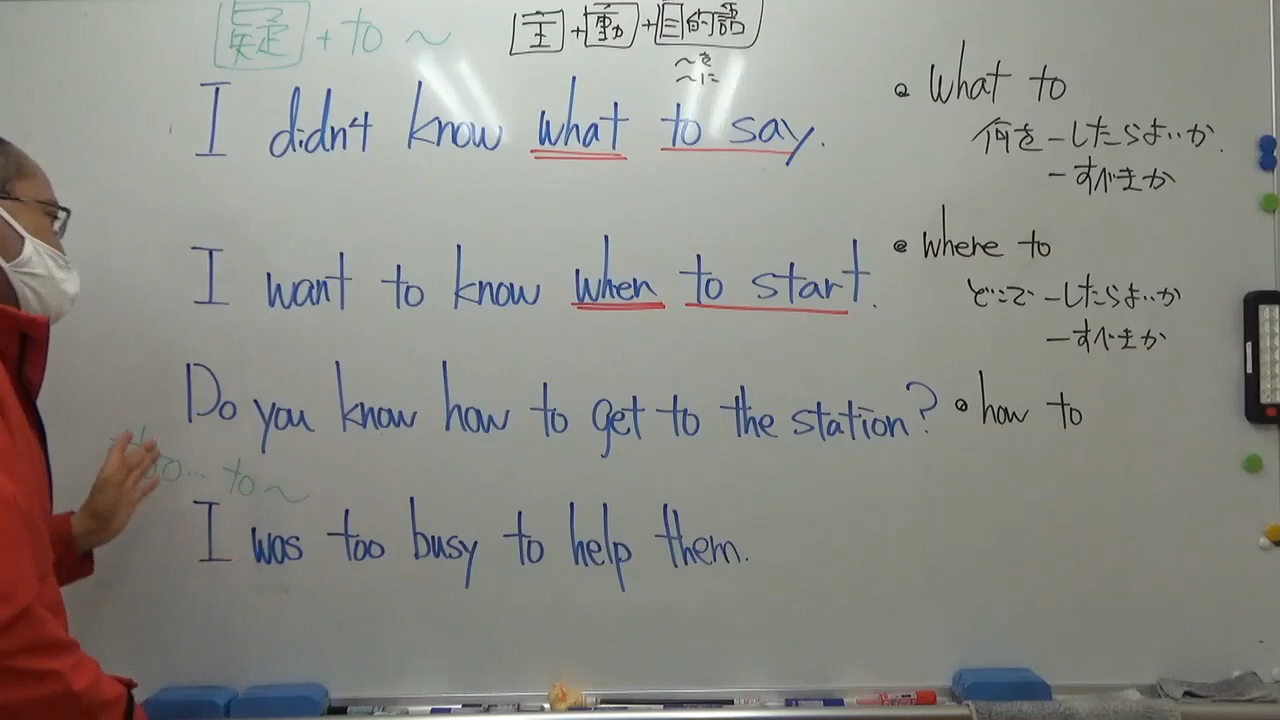 疑 + to ～
主 + 動 + 目的語
～を
～に
I didn't know what to say.
I want to know when to start.
Do you know how to get to the station?
to ～
I was too busy to help them.
• what to
何を－したらよいか.
－すべきか
• where to
どこで－したらよいか
－すべきか
• how to